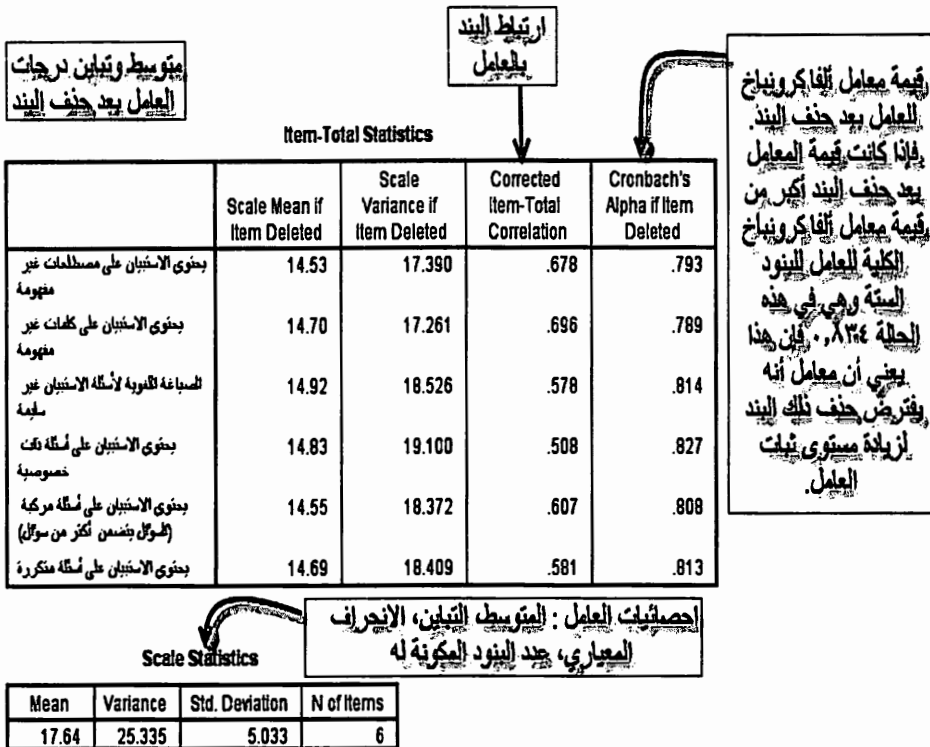 ارتباط البند
بالعامل
متوسط وتباين درجات
العامل بعد حذف البند
قيمة معامل ألفا كرونباخ
للعامل بعد حذف البند.
فإذا كانت قيمة المعامل
بعد حذف البند أكبر من
قيمة معامل ألفا كرونباخ
الكلية للعامل للبنود
الستة وهي في هذه
الحالة ٠,٨٣٤ فإن هذا
يعني أن معامل أنه
يفترض حذف ذلك البند
لزيادة مستوى ثبات
العامل.
Item-Total Statistics
Scale Mean if Item Deleted
Scale Variance if Item Deleted
Corrected Item-Total Correlation
Cronbach's Alpha if Item Deleted
يحتوي الاستبيان على مصطلحات غير
مفهومة
14.53 17.390 .678 .793
يحتوي الاستبيان على كلمات غير
مفهومة
14.70 17.261 .696 .789
الصياغة اللغوية لأسئلة الاستبيان غير
سليمة
14.92 18.526 .578 .814
يحتوي الاستبيان على أسئلة ذات
خصوصية
14.83 19.100 .508 .827
يحتوي الاستبيان على أسئلة مركبة
(السؤال يتضمن أكثر من سؤال)
14.55 18.372 .607 .808
يحتوي الاستبيان على أسئلة متكررة
14.69 18.409 .581 .813
إحصائيات العامل : المتوسط، التباين، الانحراف
المعياري، عدد البنود المكونة له
Scale Statistics
Mean Variance Std. Deviation N of Items
17.64 25.335 5.033 6